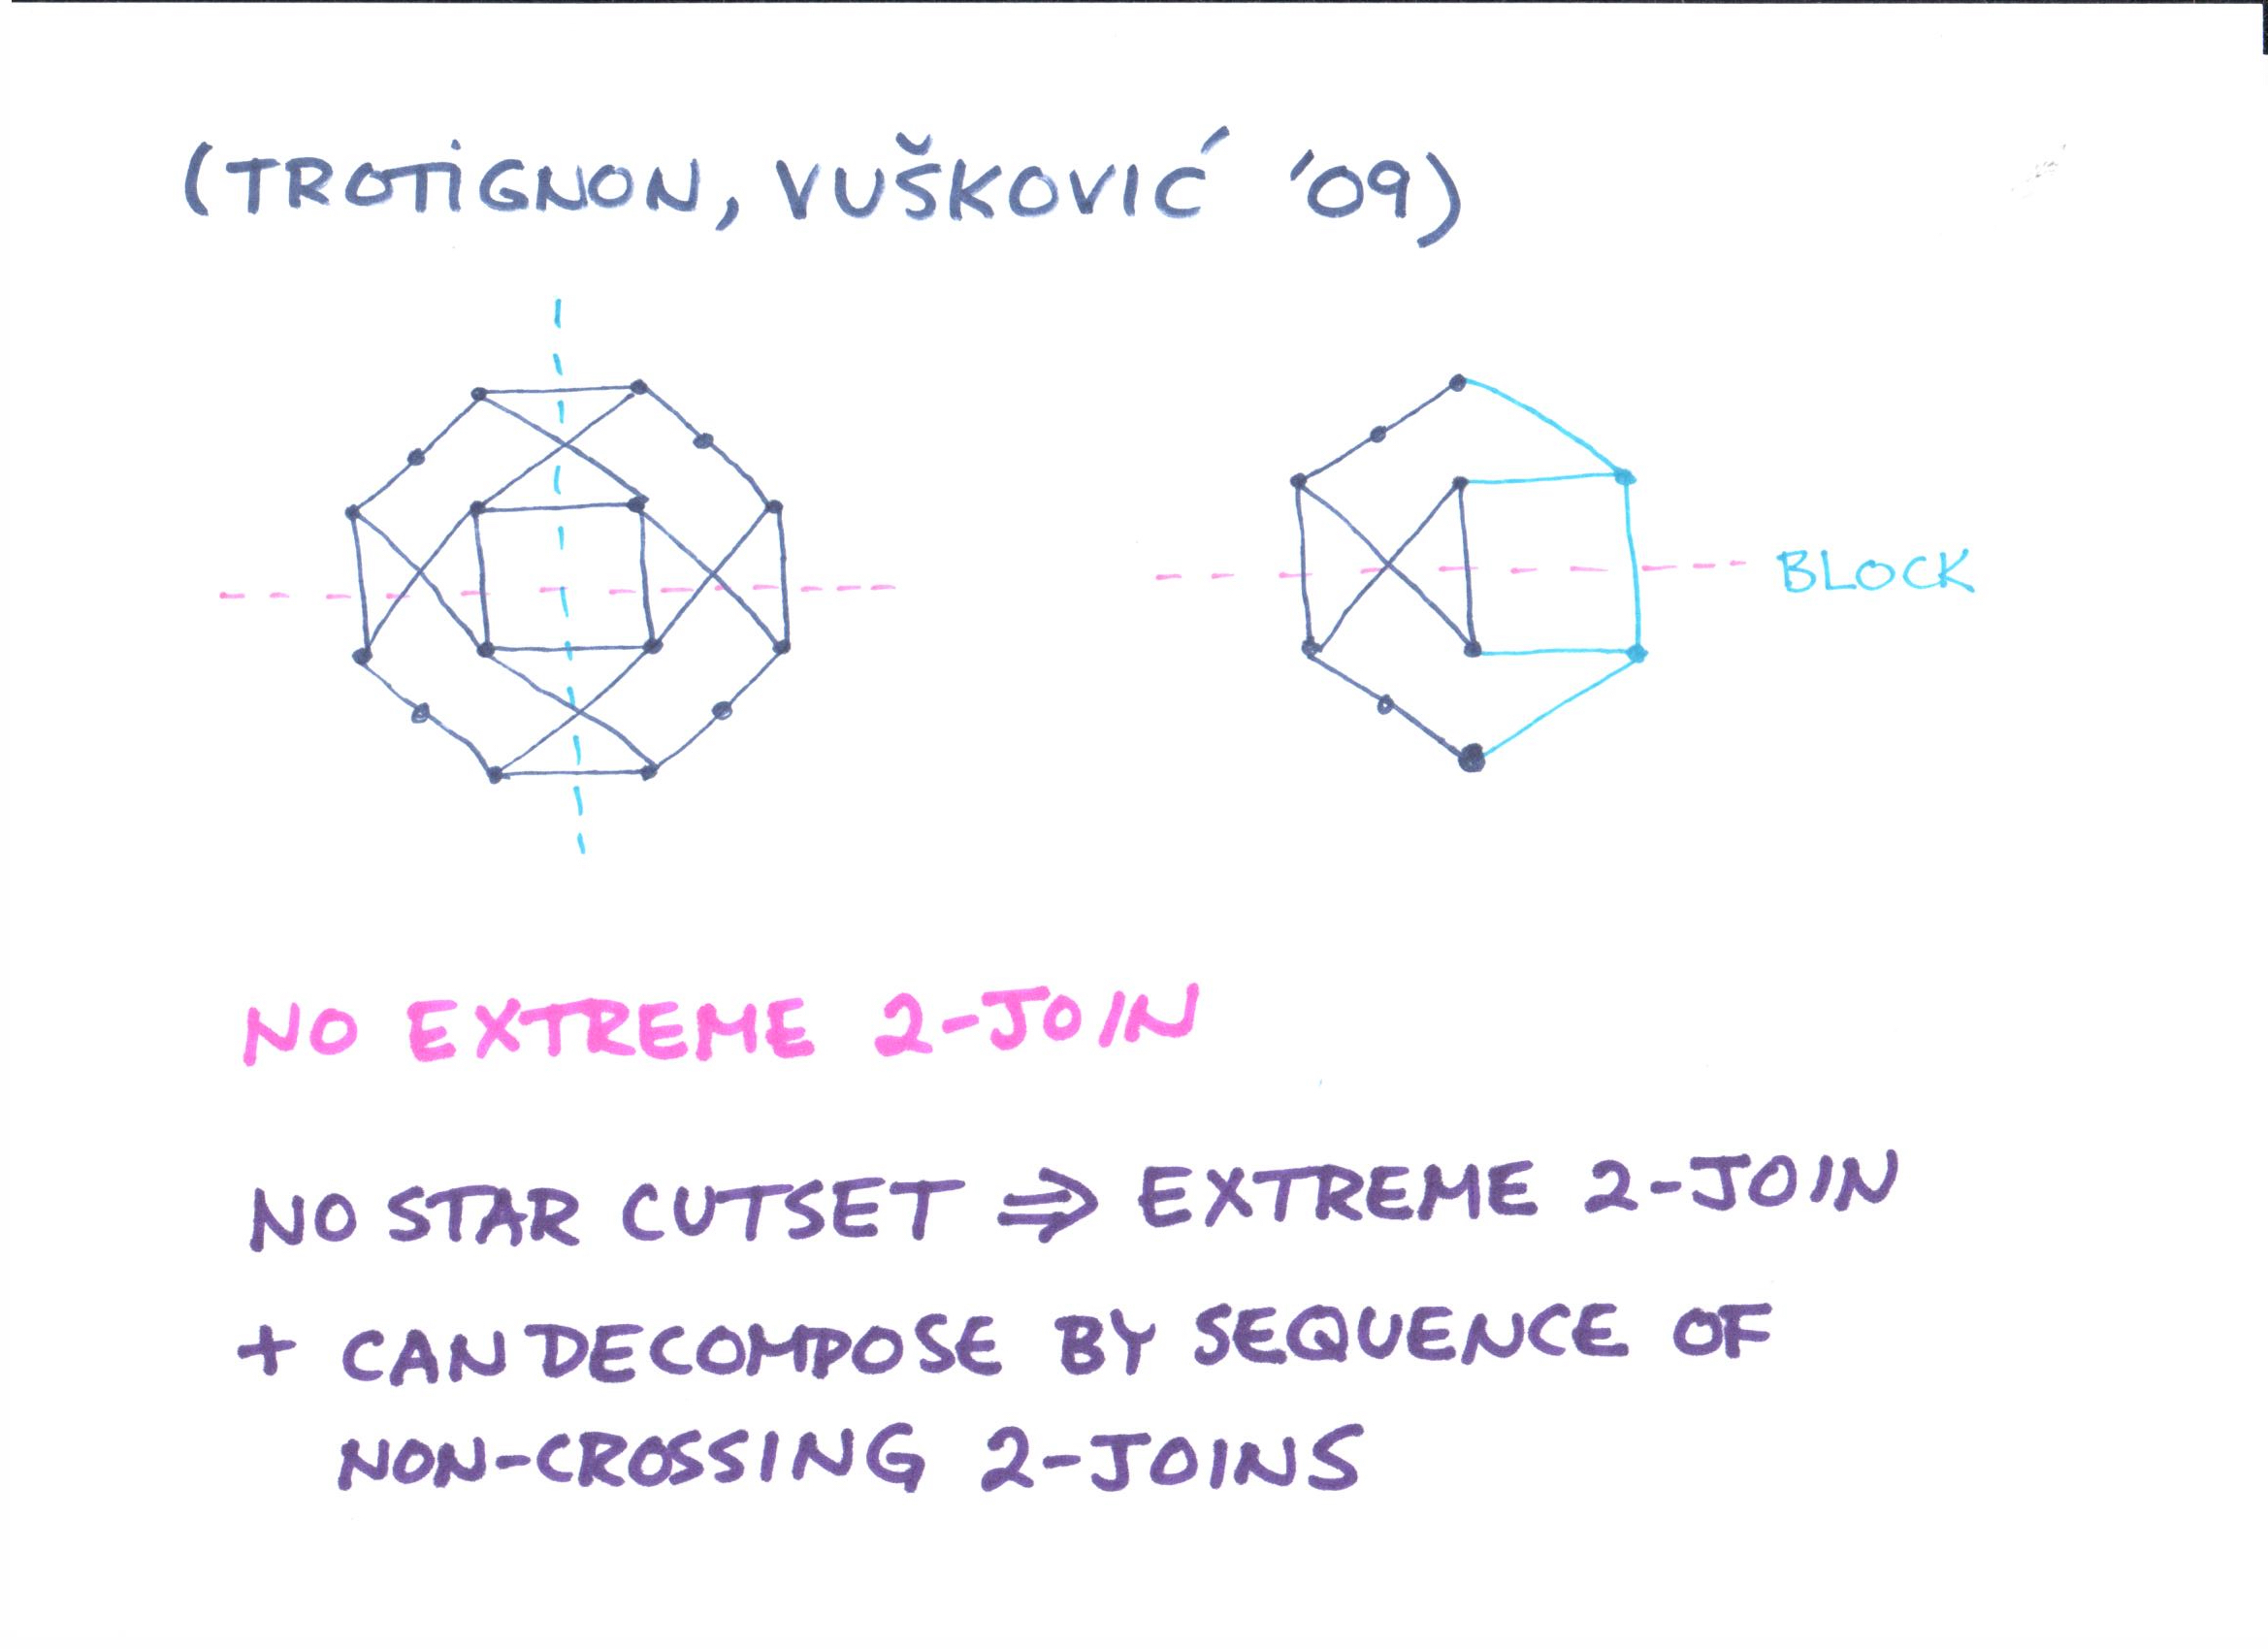 (TROTiGNON, VUŠKOVIĆ '09)
BLOCK
NO EXTREME 2-JOIN
NO STAR CUTSET ⇒ EXTREME 2-JOIN
+ CAN DECOMPOSE BY SEQUENCE OF
NON-CROSSING 2-JOINS